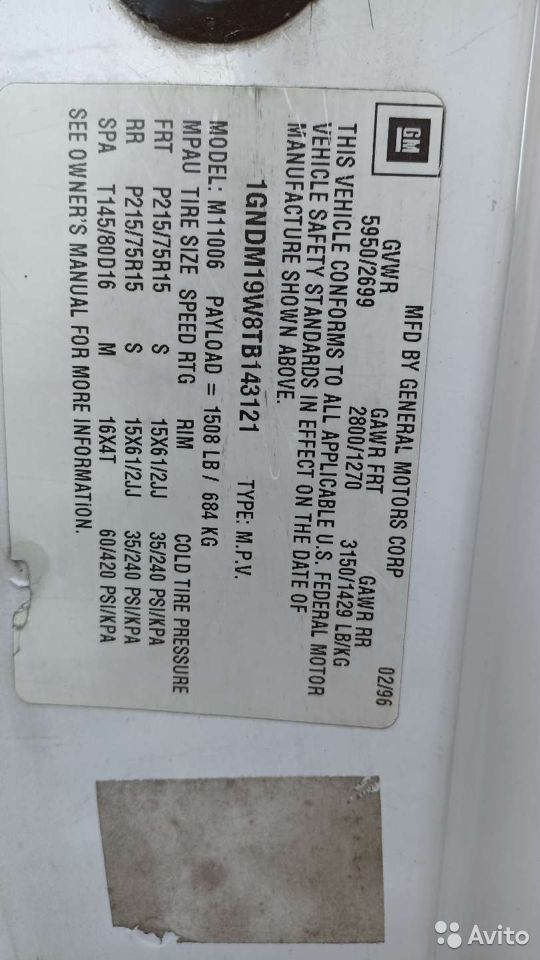 GM
MFD BY GENERAL MOTORS CORP 02/96
GVWR GAWR FRT GAWR RR
5950/2699 2800/1270 3150/1429 LB/KG
THIS VEHICLE CONFORMS TO ALL APPLICABLE U.S. FEDERAL MOTOR
VEHICLE SAFETY STANDARDS IN EFFECT ON THE DATE OF
MANUFACTURE SHOWN ABOVE.
1GNDM19W8TB143121 TYPE: M.P.V.
MODEL: M11006 PAYLOAD = 1508 LB / 684 KG
MPAU TIRE SIZE SPEED RTG RIM COLD TIRE PRESSURE
FRT P215/75R15 S 15X61/2JJ 35/240 PSI/KPA
RR P215/75R15 S 15X61/2JJ 35/240 PSI/KPA
SPA T145/80D16 M 16X4T 60/420 PSI/KPA
SEE OWNER'S MANUAL FOR MORE INFORMATION.
Avito